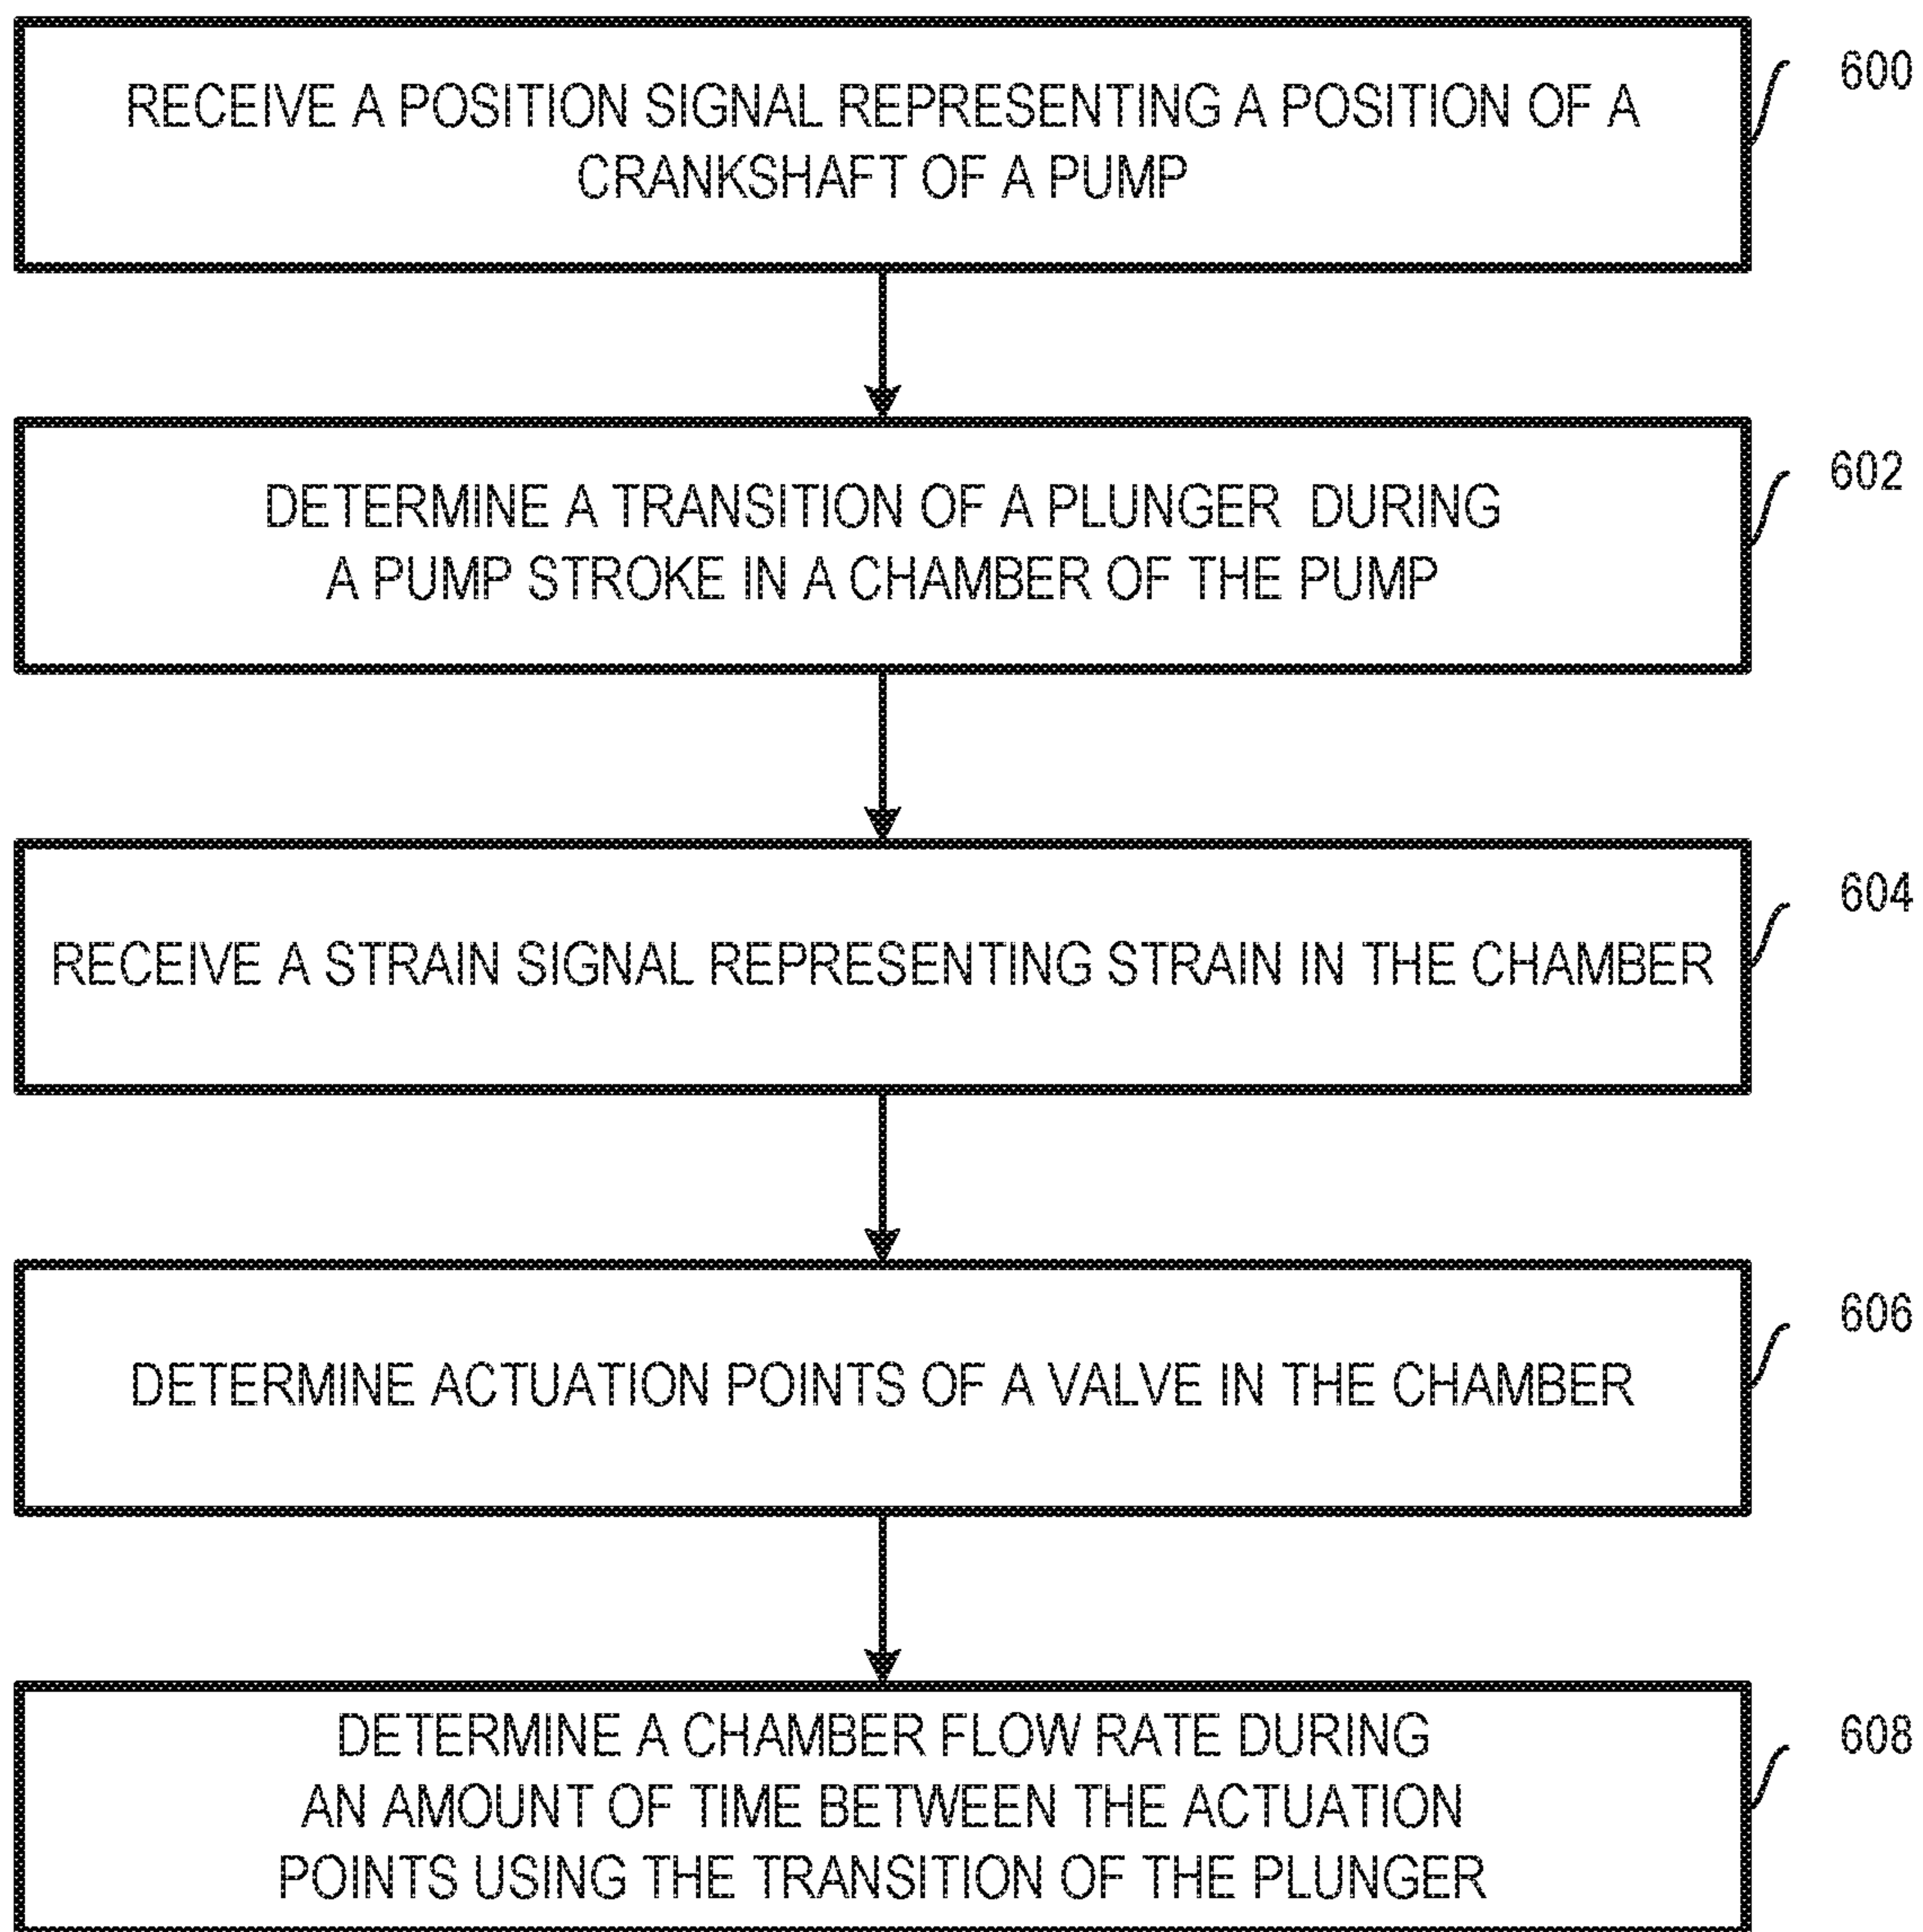 RECEIVE A POSITION SIGNAL REPRESENTING A POSITION OF A
CRANKSHAFT OF A PUMP
600
DETERMINE A TRANSITION OF A PLUNGER DURING
A PUMP STROKE IN A CHAMBER OF THE PUMP
602
RECEIVE A STRAIN SIGNAL REPRESENTING STRAIN IN THE CHAMBER
604
DETERMINE ACTUATION POINTS OF A VALVE IN THE CHAMBER
606
DETERMINE A CHAMBER FLOW RATE DURING
AN AMOUNT OF TIME BETWEEN THE ACTUATION
POINTS USING THE TRANSITION OF THE PLUNGER
608